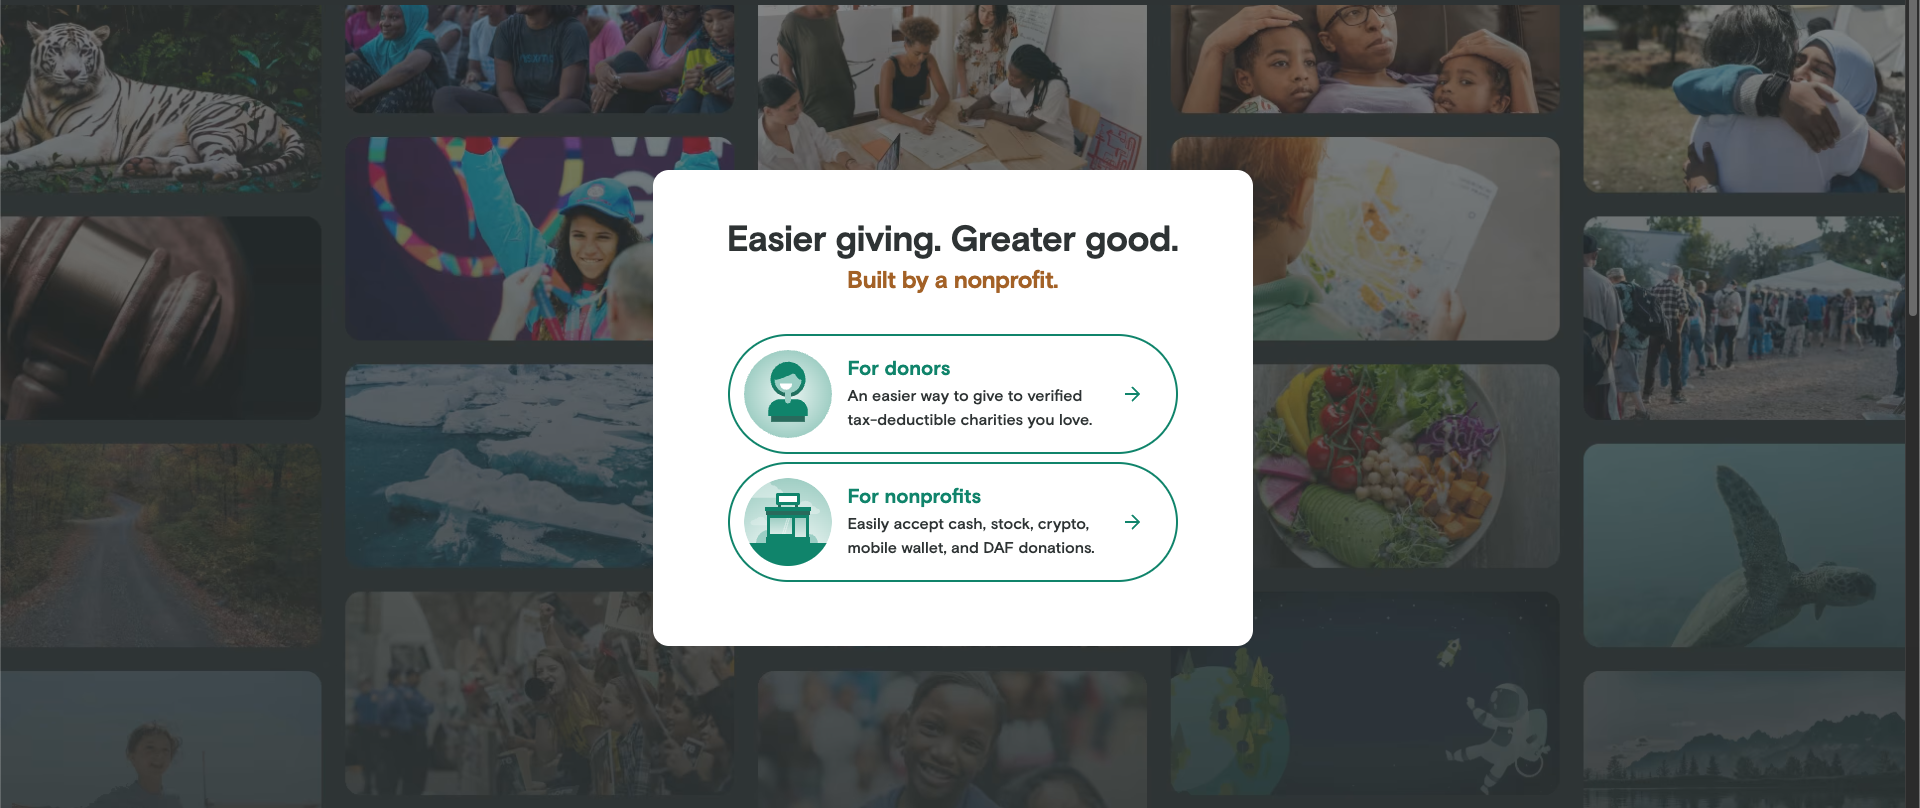 Easier giving. Greater good.
Built by a nonprofit.
For donors
An easier way to give to verified
tax-deductible charities you love.
For nonprofits
Easily accept cash, stock, crypto,
mobile wallet, and DAF donations.